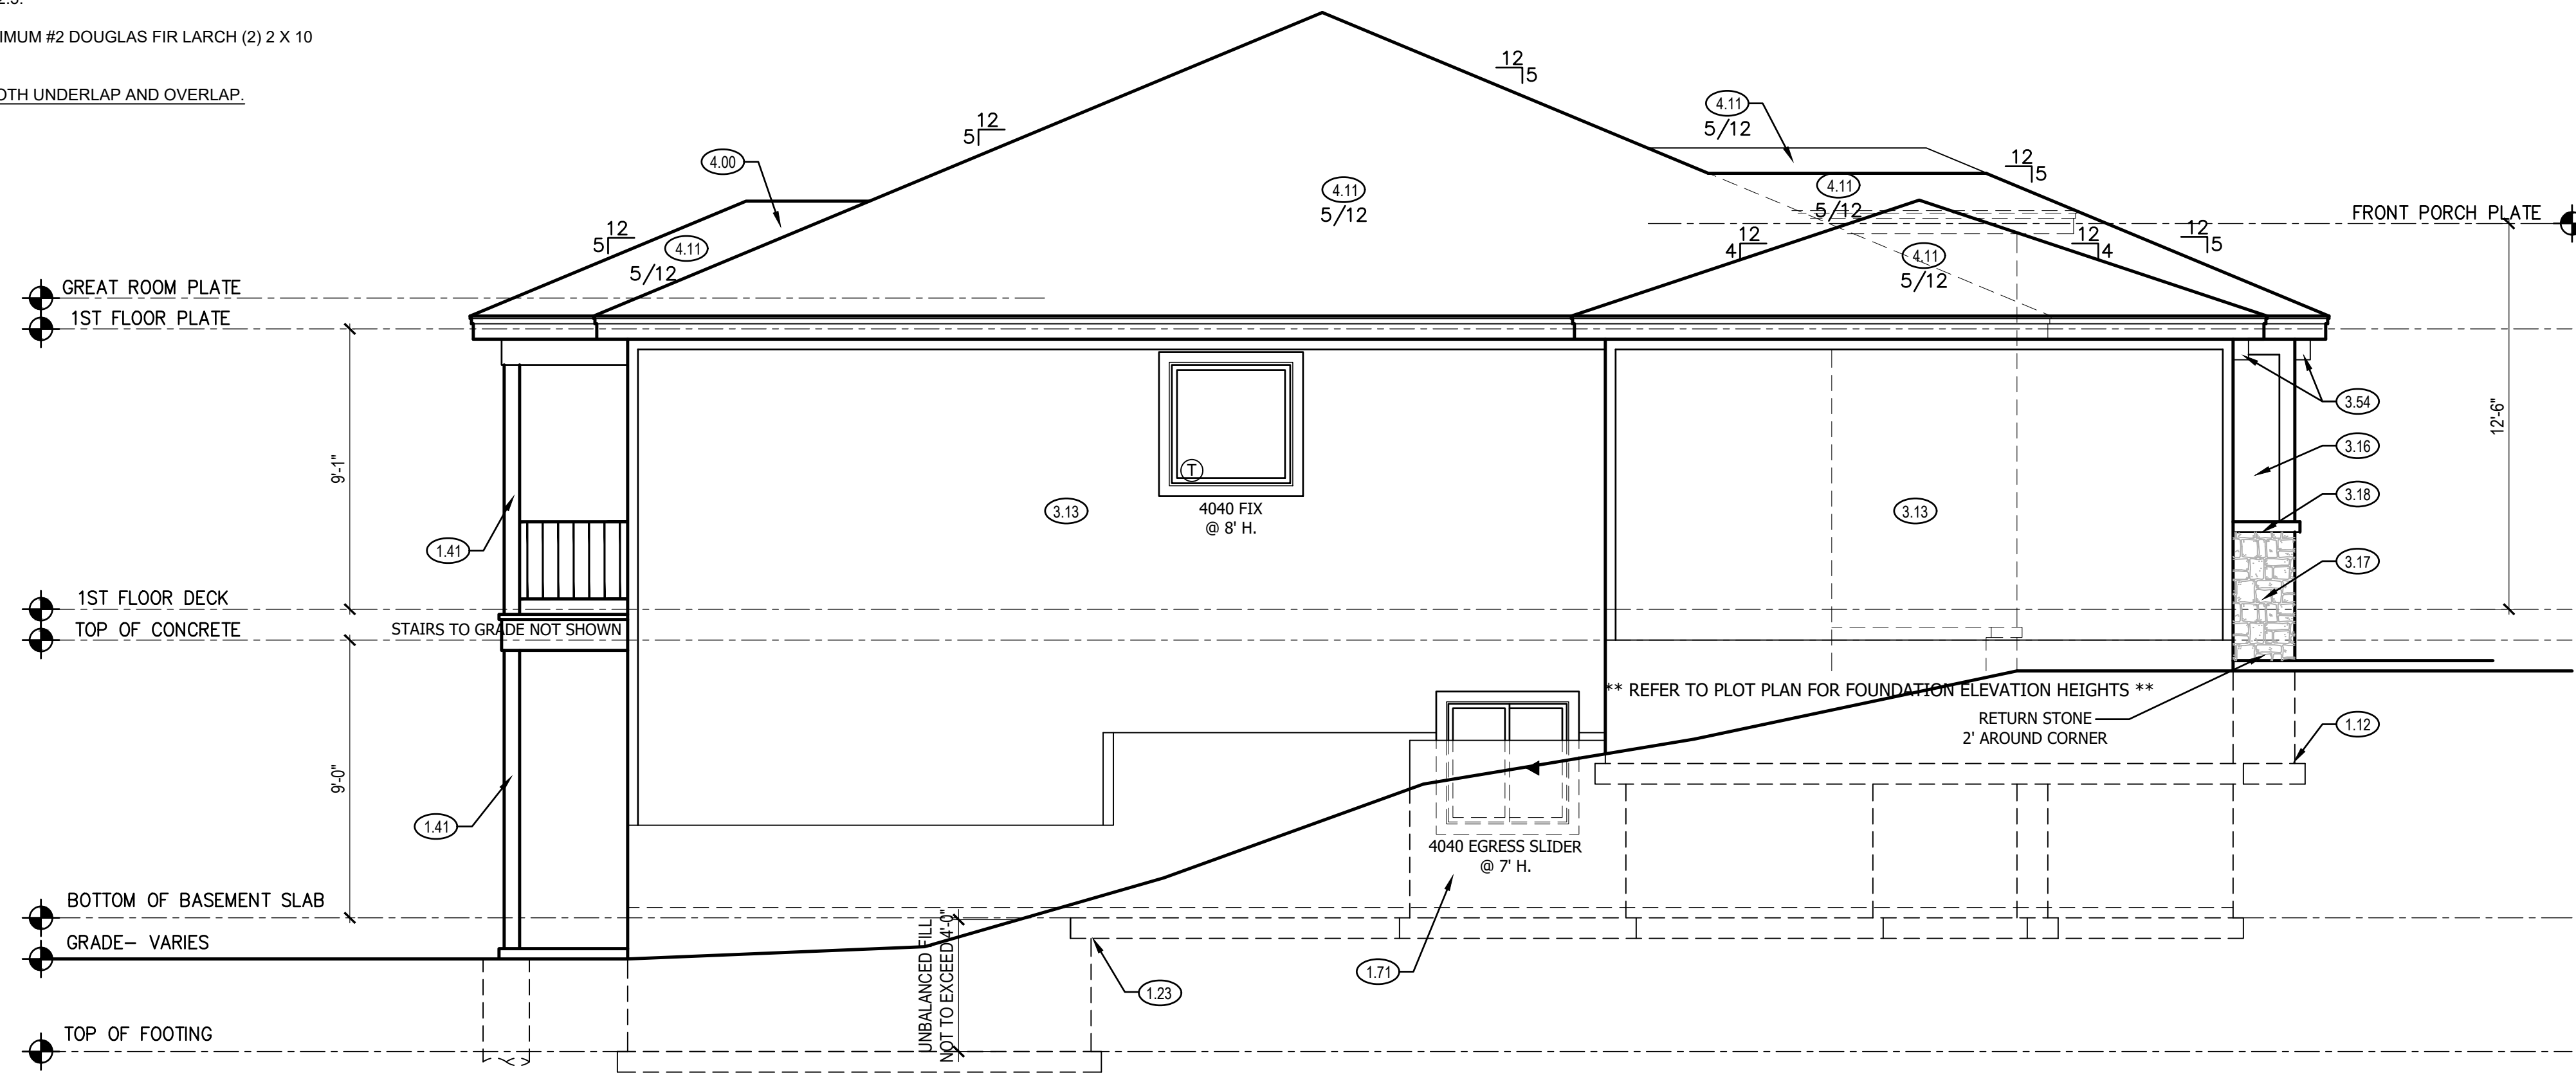 IMUM #2 DOUGLAS FIR LARCH (2) 2 X 10
OTH UNDERLAP AND OVERLAP.
12
5
4.11
5/12
12
5
4.00
12
5
4.11
5/12
4.11
5/12
12
5
4.11
5/12
FRONT PORCH PLATE
12
5
4.11
5/12
12
4
12
4
4.11
5/12
12
5
GREAT ROOM PLATE
1ST FLOOR PLATE
3.54
12'-6"
3.16
9'-1"
T
3.18
4040 FIX
@ 8' H.
3.13
3.13
1.41
3.17
1ST FLOOR DECK
TOP OF CONCRETE
STAIRS TO GRADE NOT SHOWN
** REFER TO PLOT PLAN FOR FOUNDATION ELEVATION HEIGHTS **
RETURN STONE
2' AROUND CORNER
1.12
9'-0"
1.41
4040 EGRESS SLIDER
@ 7' H.
BOTTOM OF BASEMENT SLAB
GRADE- VARIES
UNBALANCED FILL
NOT TO EXCEED 4'-0"
1.71
1.23
TOP OF FOOTING